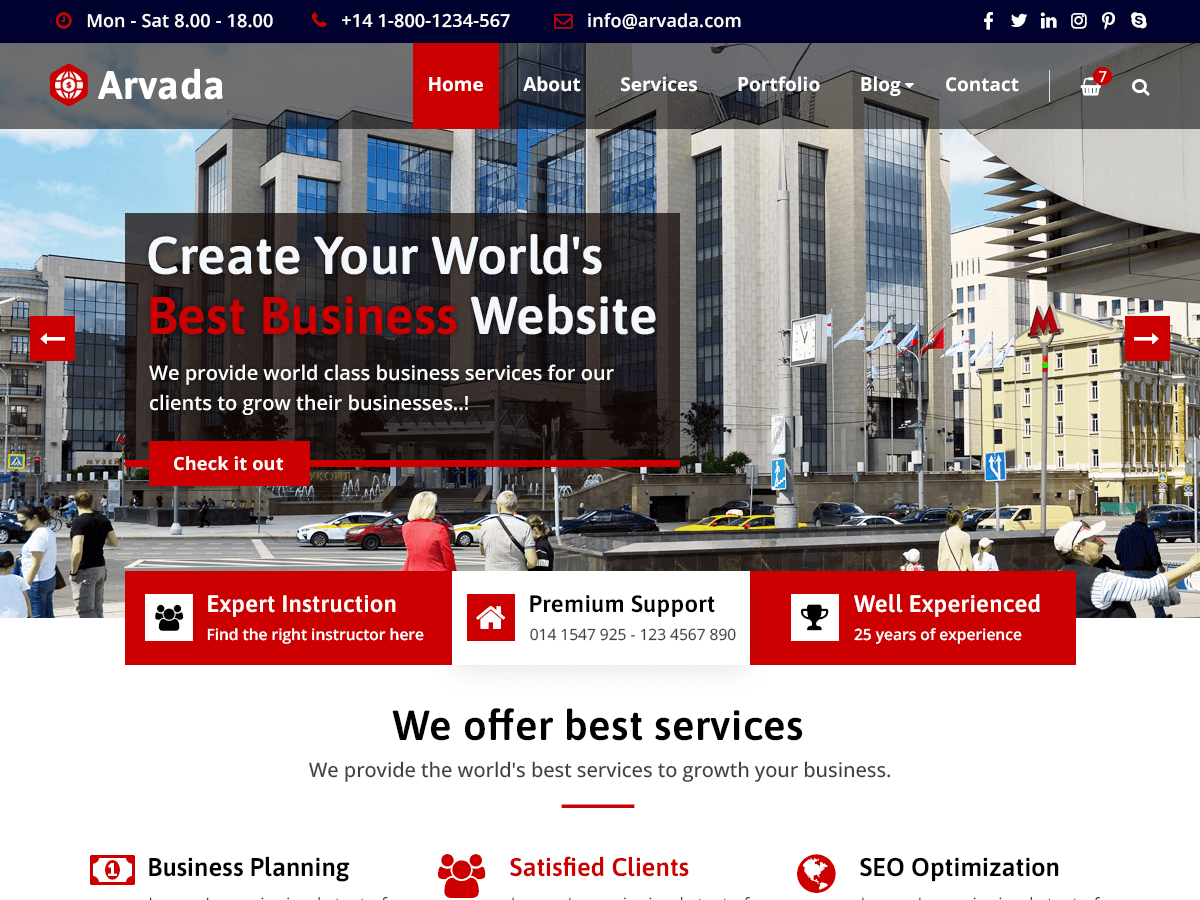 Mon - Sat 8.00 - 18.00
+14 1-800-1234-567
info@arvada.com
Arvada
Home
About
Services
Portfolio
Blog
Contact
7
Create Your World's
Best Business Website
We provide world class business services for our
clients to grow their businesses..!
Check it out
Expert Instruction
Find the right instructor here
Premium Support
014 1547 925 - 123 4567 890
Well Experienced
25 years of experience
We offer best services
We provide the world's best services to growth your business.
Business Planning
Satisfied Clients
SEO Optimization